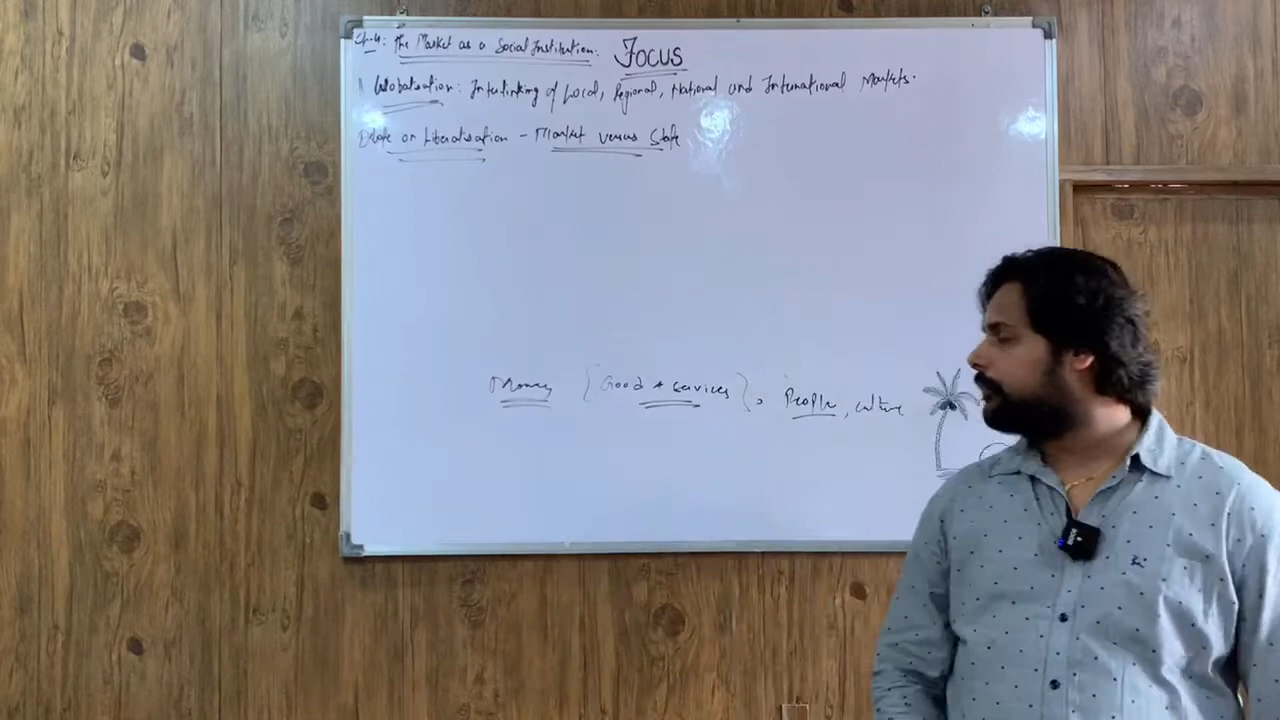 Ch-4: The Market as a Social Institution: FOCUS
Globalisation: Interlinking of Local, Regional, National and International Markets.
Debate on Liberalisation - Market versus State
Money {Good + services}, People, culture